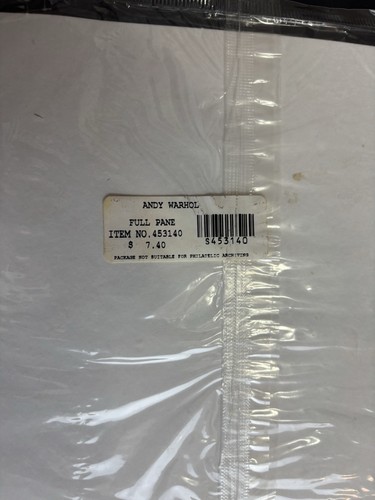 ANDY WARHOL
FULL PANE
ITEM NO.453140
$ 7.40
S453140
PACKAGE NOT SUITABLE FOR PHILATELIC ARCHIVING